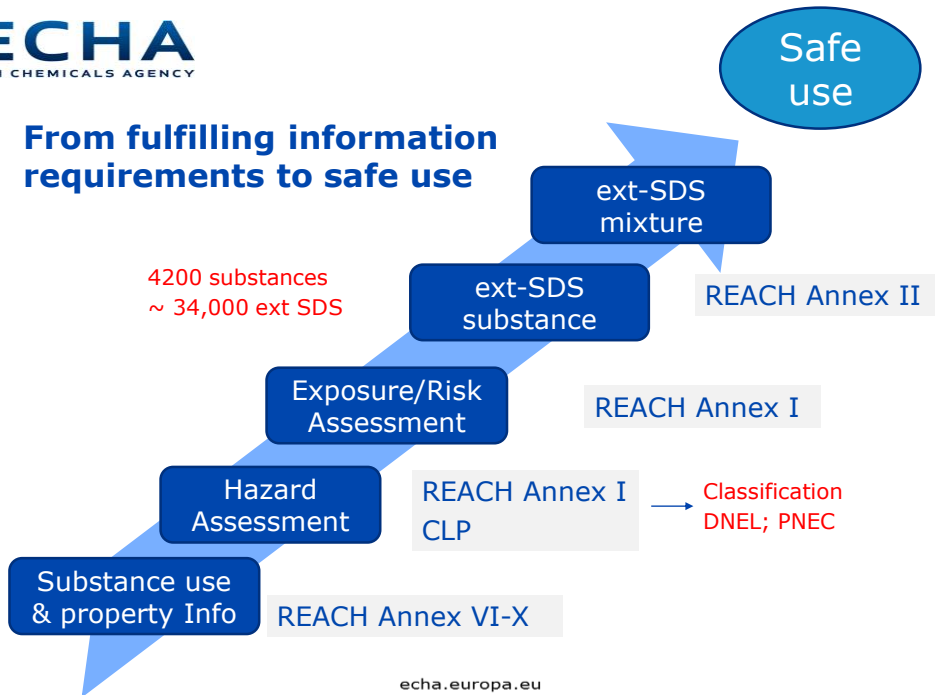 ECHA
CHEMICALS AGENCY
Safe
use
From fulfilling information
requirements to safe use
ext-SDS
mixture
4200 substances
~ 34,000 ext SDS
ext-SDS
substance
REACH Annex II
Exposure/Risk
Assessment
REACH Annex I
Hazard
Assessment
REACH Annex I
CLP
Classification
DNEL; PNEC
Substance use
& property Info
REACH Annex VI-X
echa.europa.eu